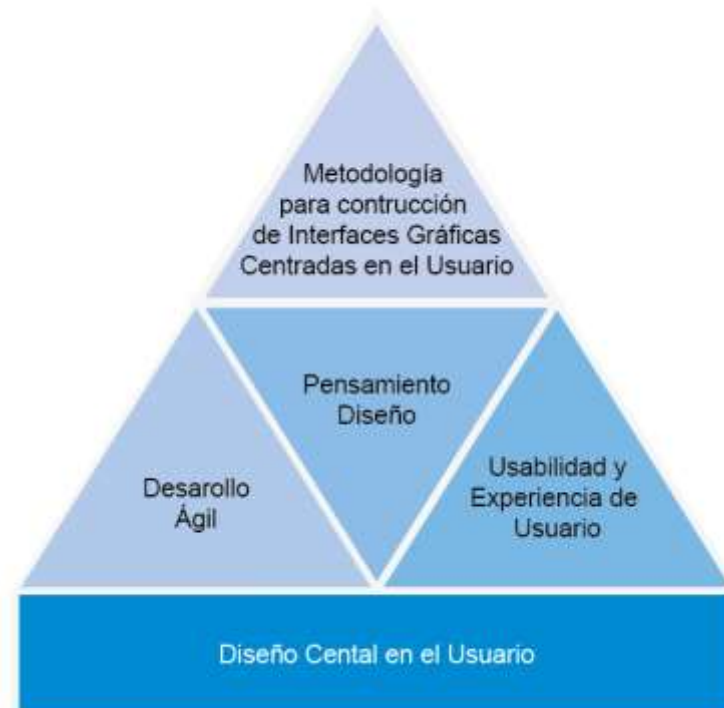 Metodología
para contrucción
de Interfaces Gráficas
Centradas en el Usuario
Pensamiento
Diseño
Desarollo
Ágil
Usabilidad y
Experiencia de
Usuario
Diseño Cental en el Usuario